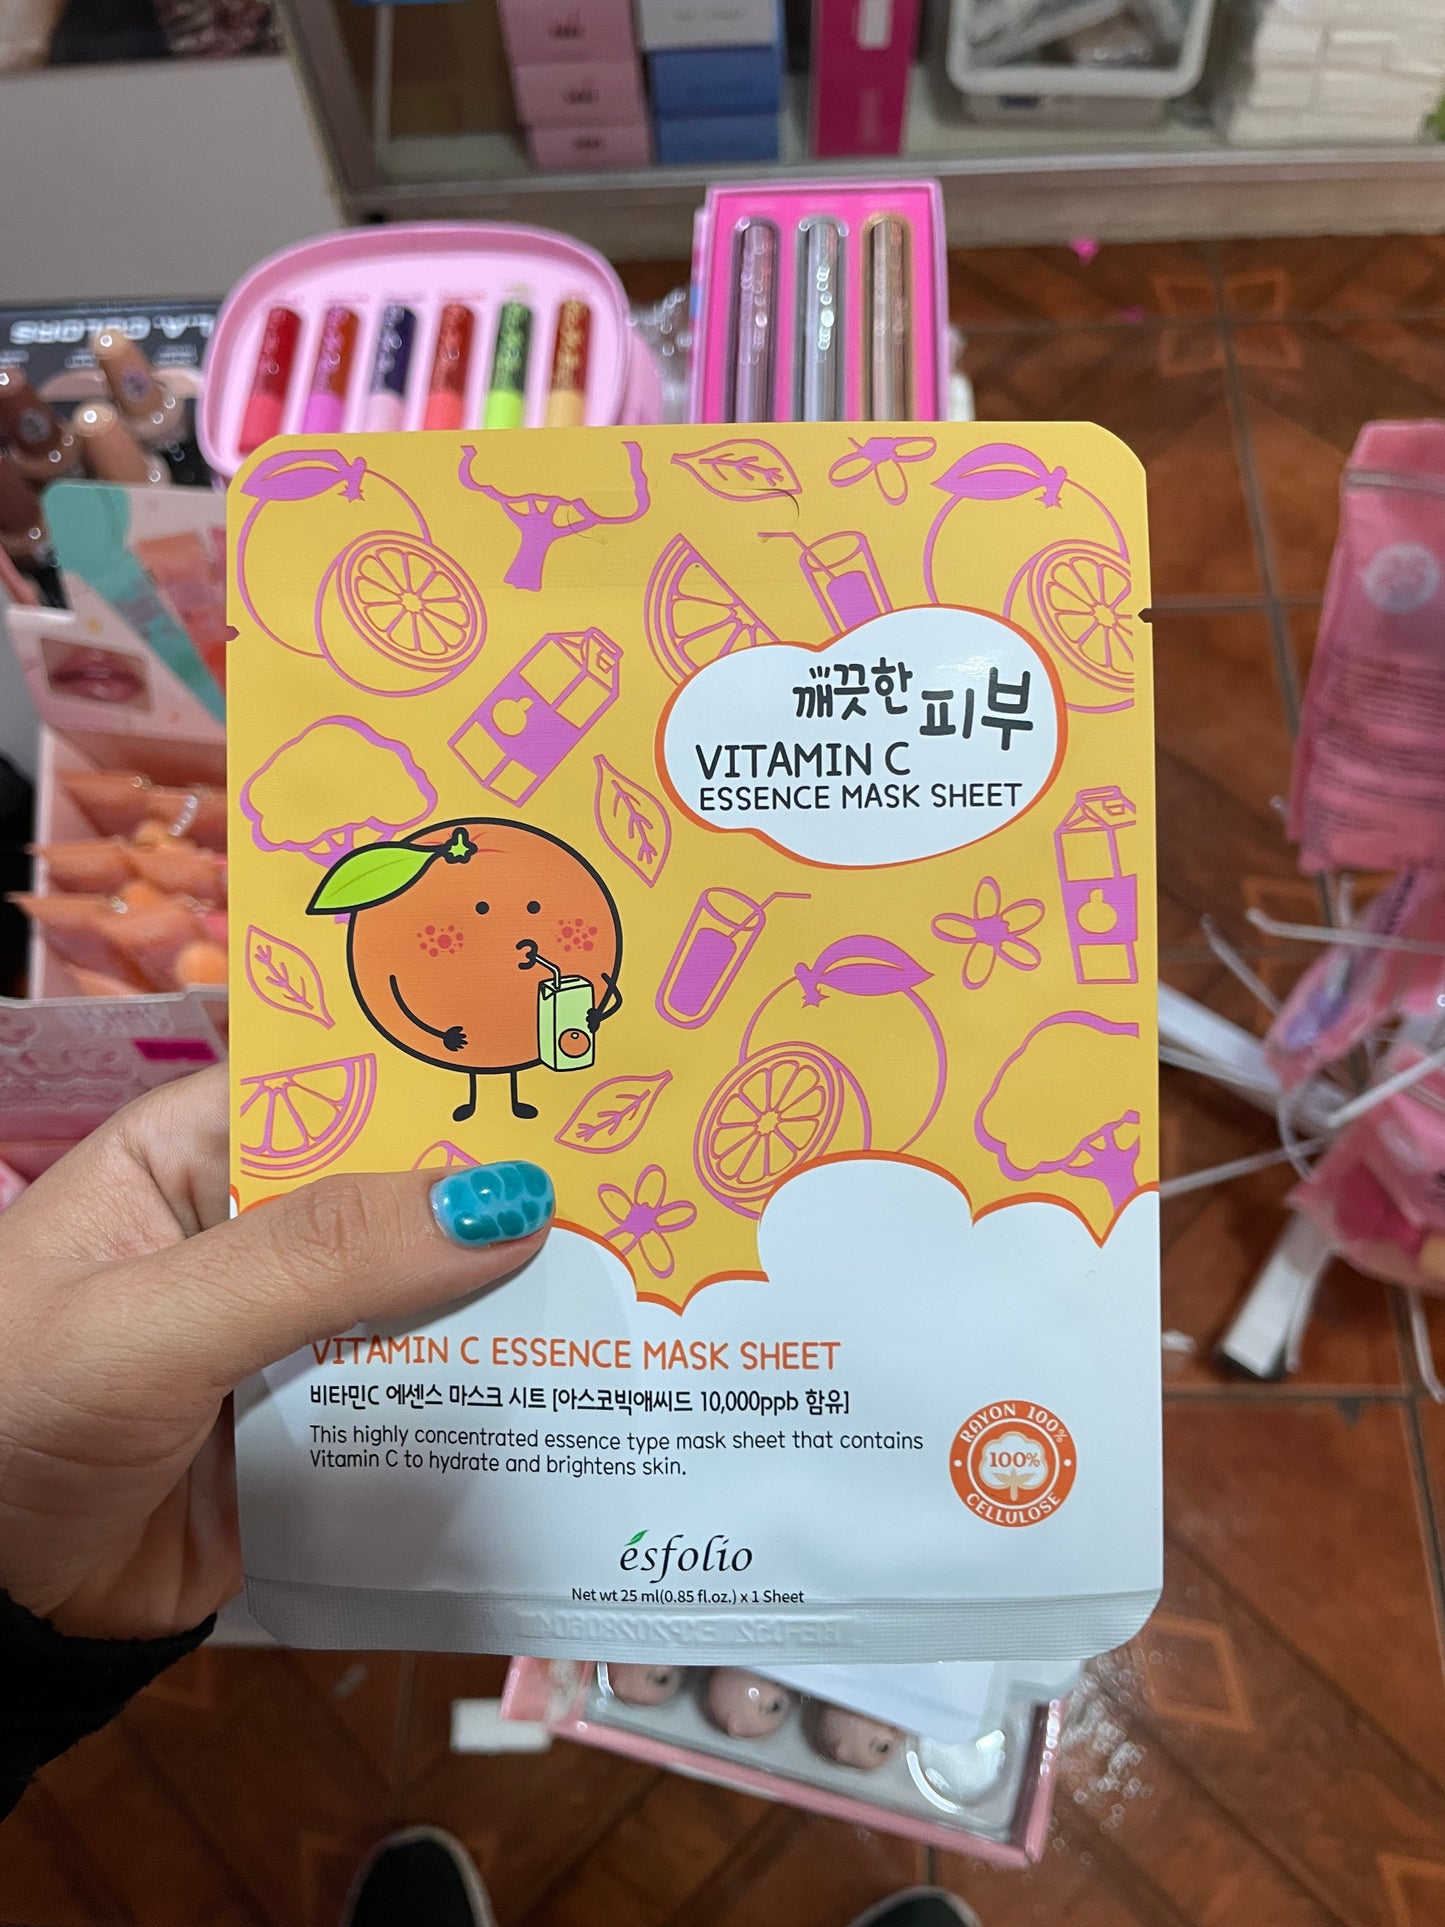 L.A. COLORS
깨끗한 피부
VITAMIN C
ESSENCE MASK SHEET
VITAMIN C ESSENCE MASK SHEET
비타민C 에센스 마스크 시트 [아스코빅애씨드 10,000ppb 함유]
This highly concentrated essence type mask sheet that contains
Vitamin C to hydrate and brightens skin.
RAYON 100%
100%
CELLULOSE
esfolio
Net wt 25 ml(0.85 fl.oz.) x 1 Sheet